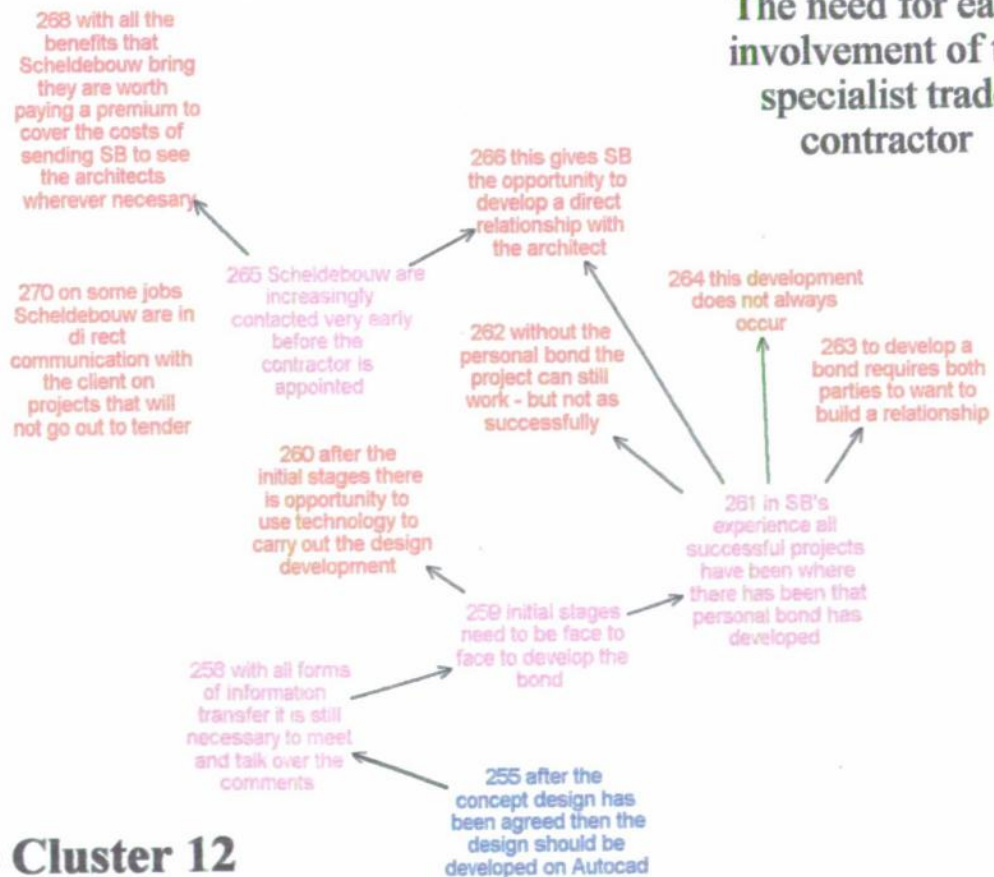 The need for
involvement of
specialist
contractor
268 with all the
benefits that
Scheldebouw bring
they are worth
paying a premium to
cover the costs of
sending SB to see
the architects
wherever necesary
266 this gives SB
the opportunity to
develop a direct
relationship with
the architect
265 Scheldebouw are
increasingly
contacted very early
before the
contractor is
appointed
264 this development
does not always
occur
270 on some jobs
Scheldebouw are in
di rect
communication with
the client on
projects that will
not go out to tender
262 without the
personal bond the
project can still
work - but not as
successfully
263 to develop a
bond requires both
parties to want to
build a relationship
260 after the
initial stages there
is opportunity to
use technology to
carry out the design
development
261 in SB's
experience all
successful projects
have been where
there has been that
personal bond has
developed
259 initial stages
need to be face to
face to develop the
bond
258 with all forms
of information
transfer it is still
necessary to meet
and talk over the
comments
255 after the
concept design has
been agreed then the
design should be
developed on Autocad
Cluster 12